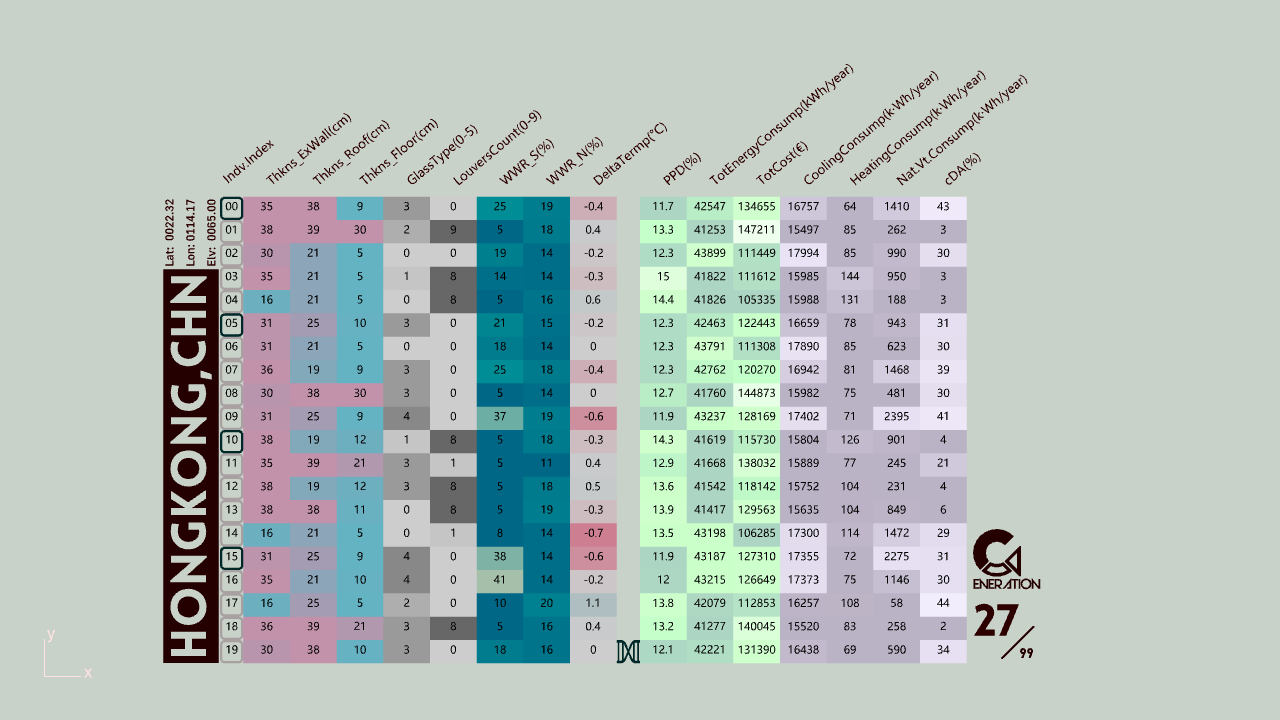 Indv.Index Thkns_ExWall(cm) Thkns_Roof(cm) Thkns_Floor(cm) GlassType(0-5) LouversCount(0-9) WWR_S(%) WWR_N(%) DeltaTermp(°C) PPD(%) TotEnergyConsump(kWh/year) TotCost(€) CoolingConsump(k·Wh/year) HeatingConsump(k·Wh/year) Nat.Vt.Consump(k·Wh/year) cDA(%)
Lat: 0022.32
Lon: 0114.17
Elv: 0065.00
HONGKONG,CHN
00 35 38 9 3 0 25 19 -0.4 11.7 42547 134655 16757 64 1410 43
01 38 39 30 2 9 5 18 0.4 13.3 41253 147211 15497 85 262 3
02 30 21 5 0 0 19 14 -0.2 12.3 43899 111449 17994 85 990 30
03 35 21 5 1 8 14 14 -0.3 15 41822 111612 15985 144 950 3
04 16 21 5 0 8 5 16 0.6 14.4 41826 105335 15988 131 188 3
05 31 25 10 3 0 21 15 -0.2 12.3 42463 122443 16659 78 943 31
06 31 21 5 0 0 18 14 0 12.3 43791 111308 17890 85 623 30
07 36 19 9 3 0 25 18 -0.4 12.3 42762 120270 16942 81 1468 39
08 30 38 30 3 0 5 14 0 12.7 41760 144873 15982 75 481 30
09 31 25 9 4 0 37 19 -0.6 11.9 43237 128169 17402 71 2395 41
10 38 19 12 1 8 5 18 -0.3 14.3 41619 115730 15804 126 901 4
11 35 39 21 3 1 5 11 0.4 12.9 41668 138032 15889 77 245 21
12 38 19 12 3 8 5 18 0.5 13.6 41542 118142 15752 104 231 4
13 38 38 11 0 8 5 19 -0.3 13.9 41417 129563 15635 104 849 6
14 16 21 5 0 1 8 14 -0.7 13.5 43198 106285 17300 114 1472 29
15 31 25 9 4 0 38 14 -0.6 11.9 43187 127310 17355 72 2275 31
16 35 21 10 4 0 41 14 -0.2 12 43215 126649 17373 75 1146 30
17 16 25 5 2 0 10 20 1.1 13.8 42079 112853 16257 108 58 44
18 36 39 21 3 8 5 16 0.4 13.2 41277 140045 15520 83 258 2
19 30 38 10 3 0 18 16 0 12.1 42221 131390 16438 69 590 34
ENERATION
27/99
y
x